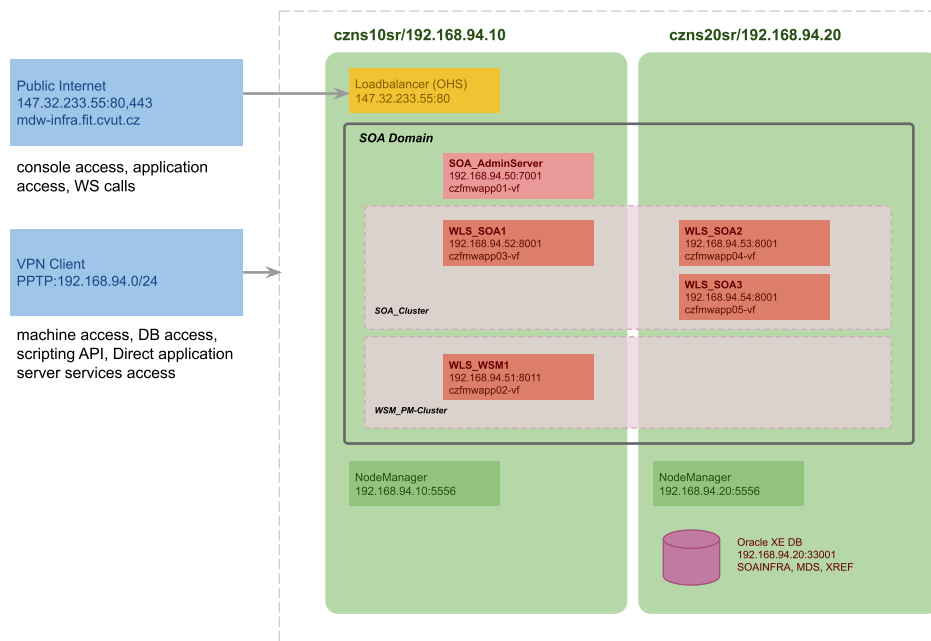 czns10sr/192.168.94.10
czns20sr/192.168.94.20
Public Internet
147.32.233.55:80,443
mdw-infra.fit.cvut.cz
console access, application
access, WS calls
VPN Client
PPTP:192.168.94.0/24
machine access, DB access,
scripting API, Direct application
server services access
Loadbalancer (OHS)
147.32.233.55:80
SOA Domain
SOA_AdminServer
192.168.94.50:7001
czfmwapp01-vf
WLS_SOA1
192.168.94.52:8001
czfmwapp03-vf
WLS_SOA2
192.168.94.53:8001
czfmwapp04-vf
WLS_SOA3
192.168.94.54:8001
czfmwapp05-vf
SOA_Cluster
WLS_WSM1
192.168.94.51:8011
czfmwapp02-vf
WSM_PM-Cluster
NodeManager
192.168.94.10:5556
NodeManager
192.168.94.20:5556
Oracle XE DB
192.168.94.20:33001
SOAINFRA, MDS, XREF